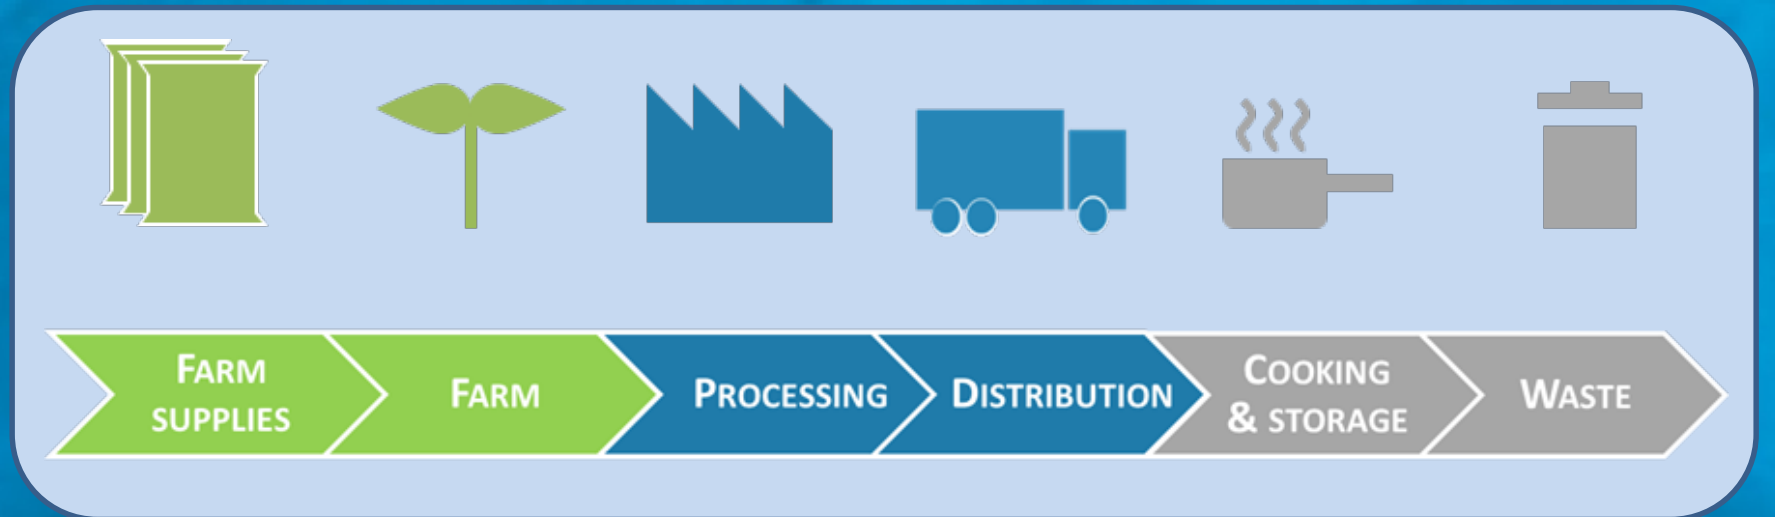 FARM
SUPPLIES
FARM
PROCESSING
DISTRIBUTION
COOKING
& STORAGE
WASTE